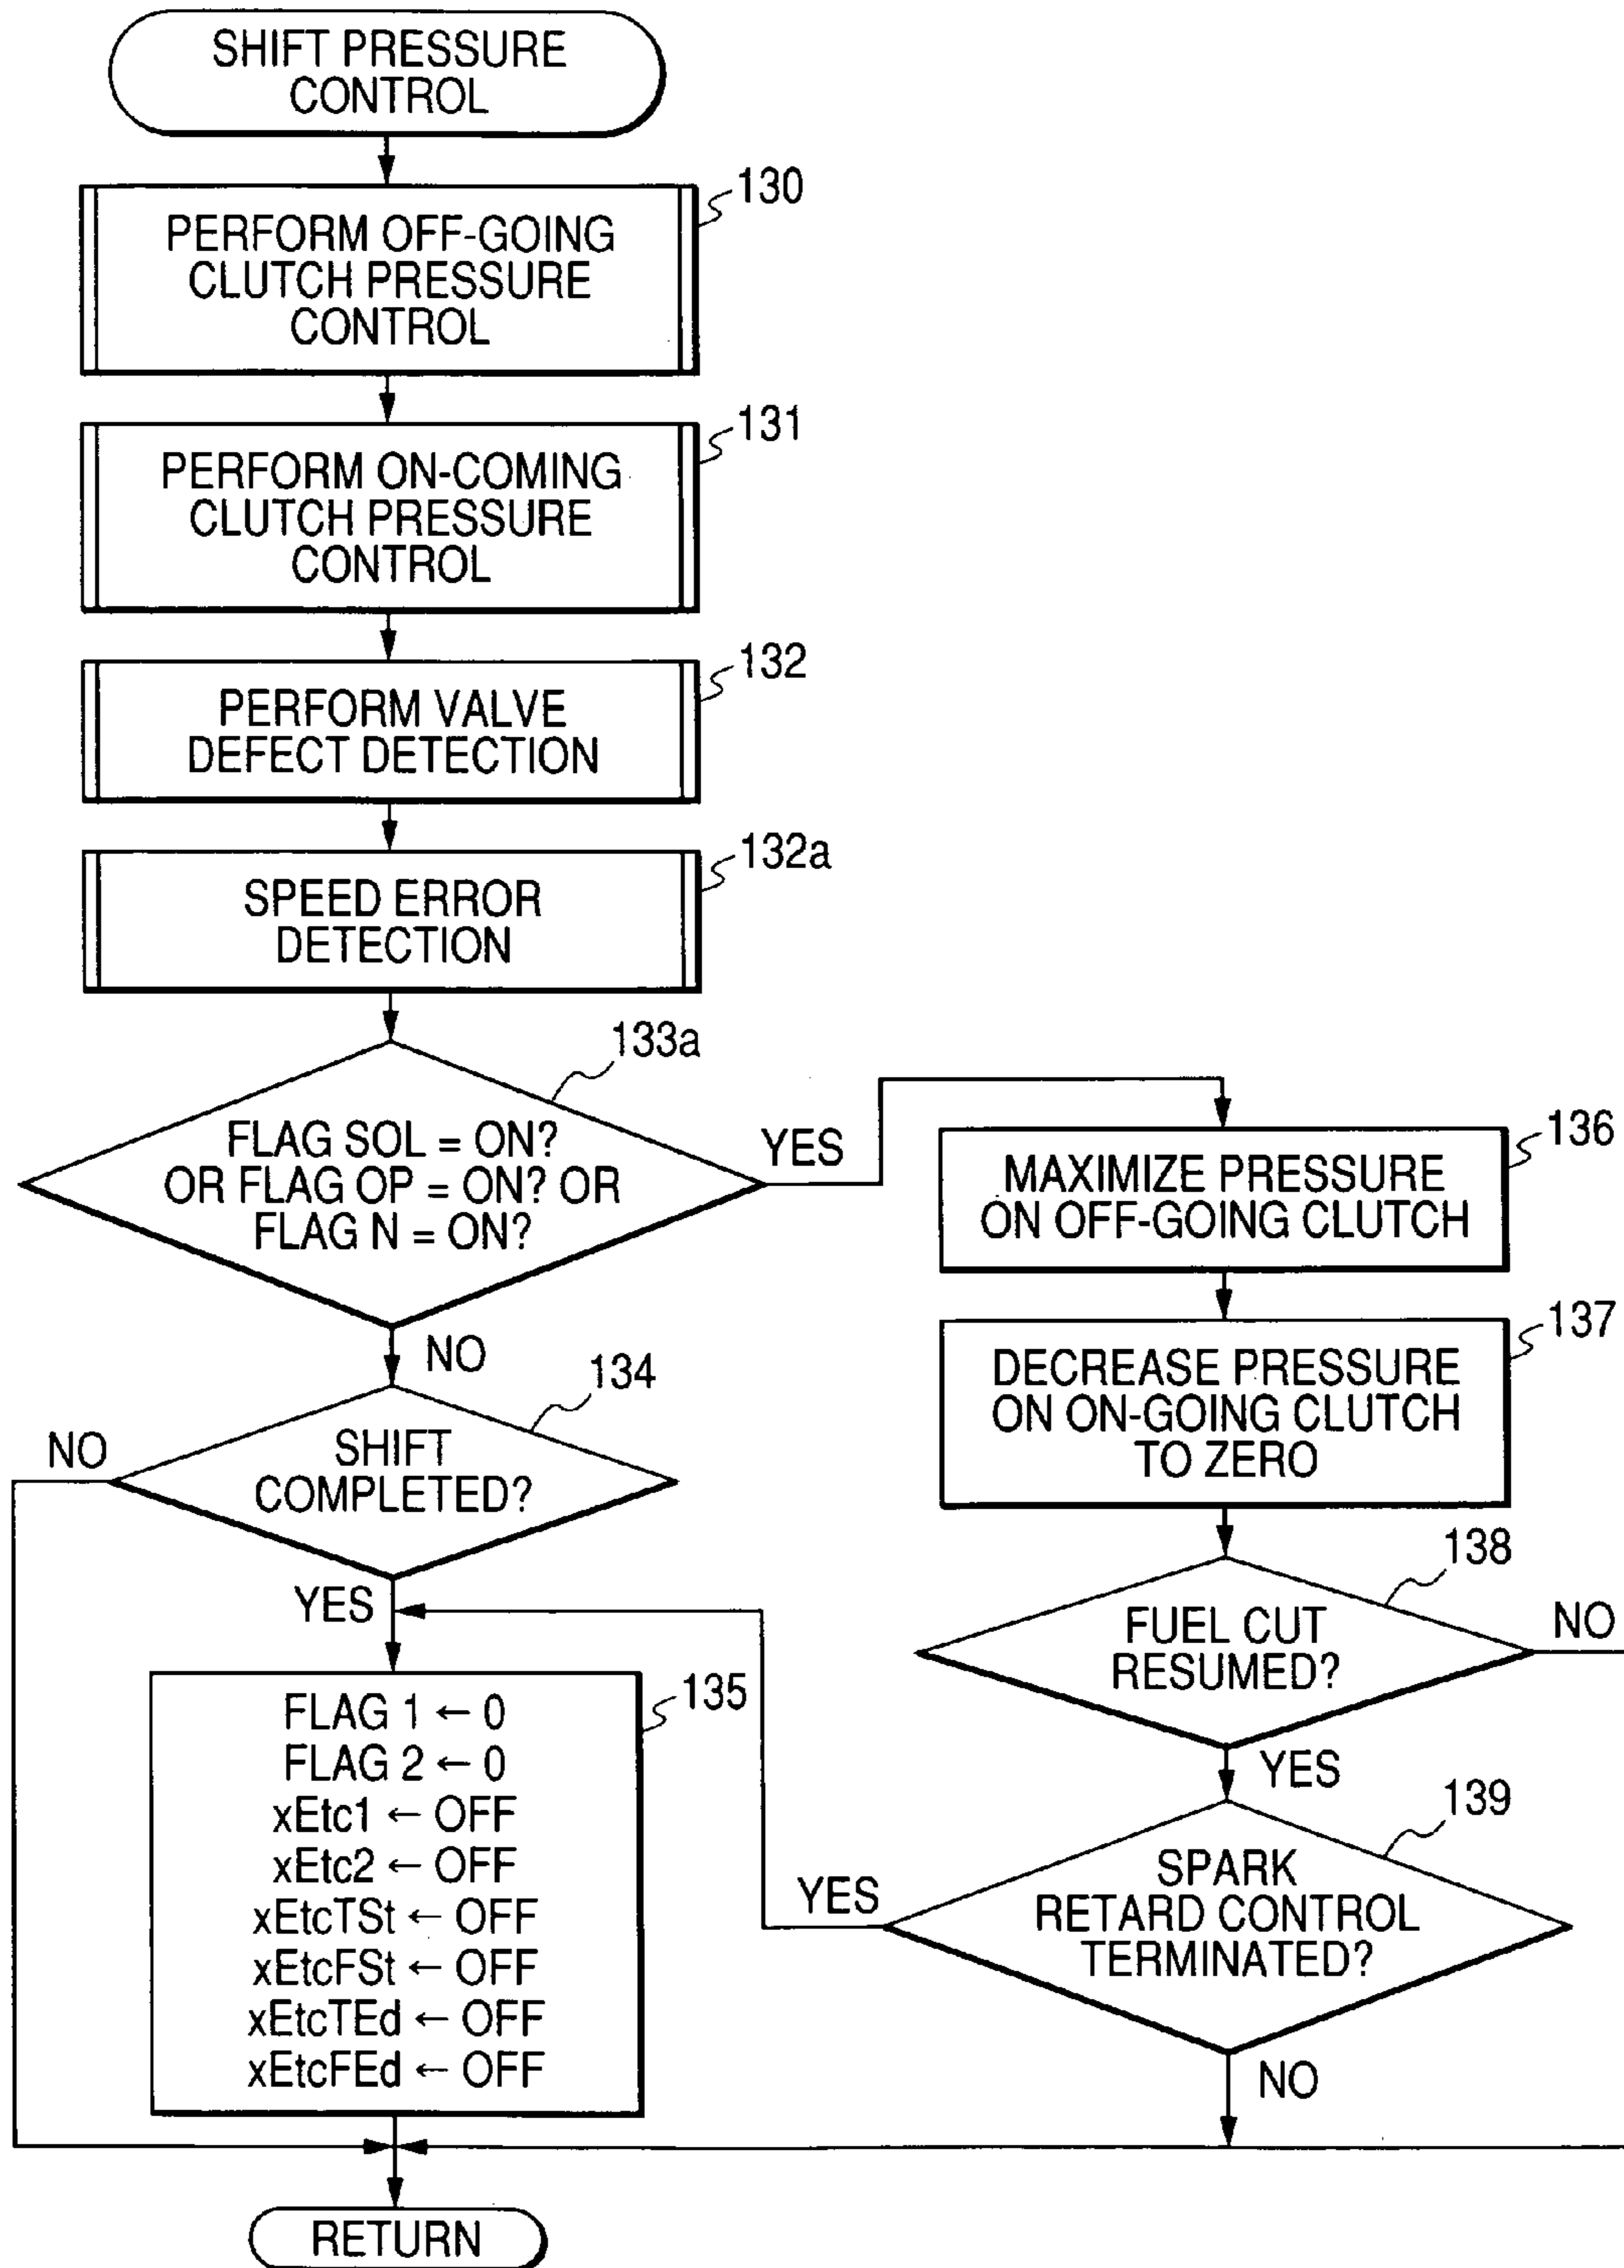 SHIFT PRESSURE
CONTROL
130
PERFORM OFF-GOING
CLUTCH PRESSURE
CONTROL
131
PERFORM ON-COMING
CLUTCH PRESSURE
CONTROL
132
PERFORM VALVE
DEFECT DETECTION
132a
SPEED ERROR
DETECTION
133a
FLAG SOL = ON?
OR FLAG OP = ON? OR
FLAG N = ON?
YES
NO
134
SHIFT
COMPLETED?
NO
YES
135
FLAG 1 ← 0
FLAG 2 ← 0
xEtc1 ← OFF
xEtc2 ← OFF
xEtcTSt ← OFF
xEtcFSt ← OFF
xEtcTEd ← OFF
xEtcFEd ← OFF
136
MAXIMIZE PRESSURE
ON OFF-GOING CLUTCH
137
DECREASE PRESSURE
ON ON-GOING CLUTCH
TO ZERO
138
FUEL CUT
RESUMED?
NO
YES
139
SPARK
RETARD CONTROL
TERMINATED?
YES
NO
RETURN